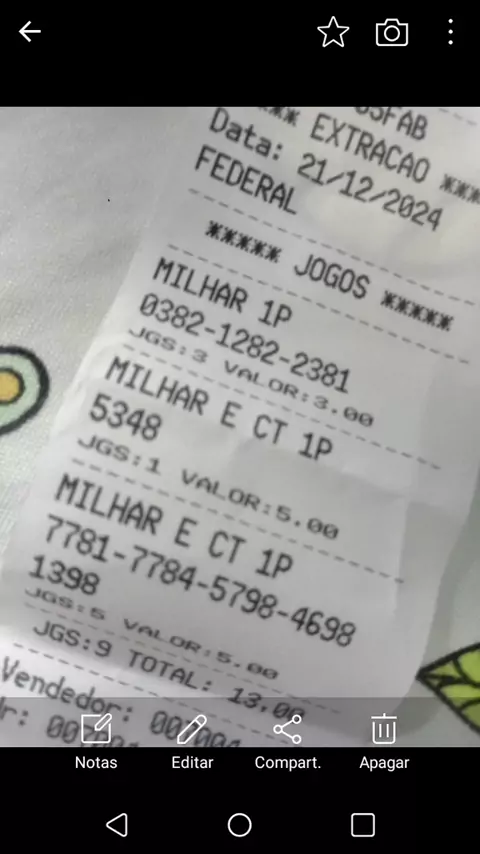 **** EXTRACAO ***
Data: 21/12/2024
FEDERAL
***** JOGOS *****
MILHAR 1P
0382-1282-2381
JGS:3 VALOR:3.00
MILHAR E CT 1P
5348
JGS:1 VALOR:5.00
MILHAR E CT 1P
7781-7784-5798-4698
1398
JGS:5 VALOR:5.00
JGS:9 TOTAL: 13.00
Vendedor:
Notas
Editar
Compart.
Apagar